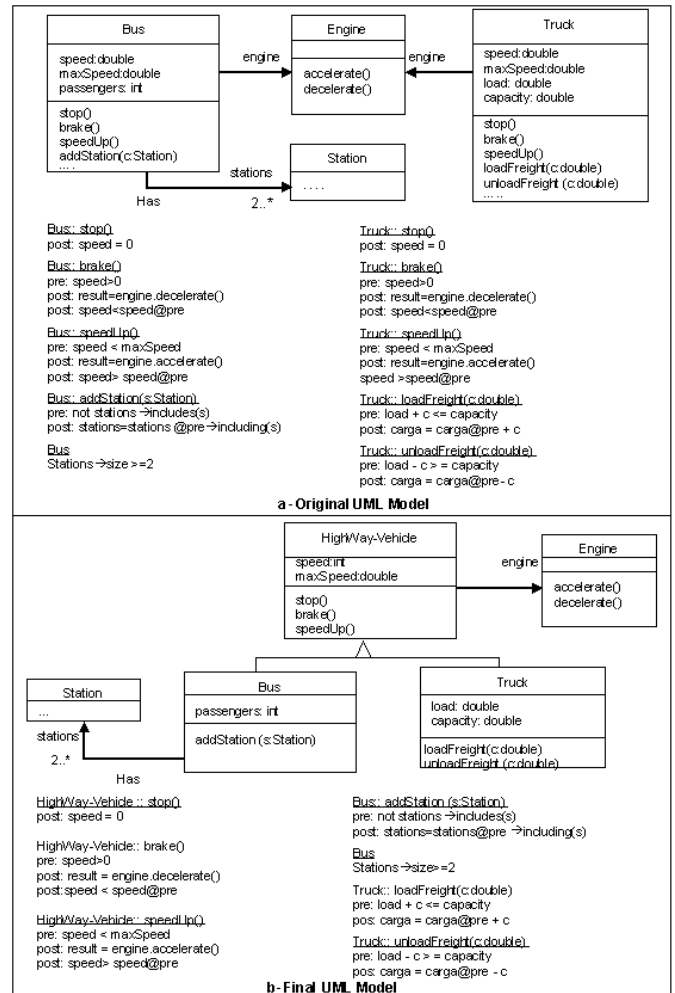 Bus
speed:double
maxSpeed:double
passengers: int
stop()
brake()
speedUp()
addStation(c:Station)
.. ..
engine
Engine
accelerate()
decelerate()
engine
Truck
speed:double
maxSpeed:double
load: double
capacity: double
stop()
brake()
speedUp()
loadFreight(c:double)
unloadFreight (c:double)
... ...
Has
stations
2..*
Station
. . . .
Bus:: stop()
post: speed = 0
Bus:: brake()
pre: speed>0
post: result=engine.decelerate()
post: speed<speed@pre
Bus:: speedUp()
pre: speed < maxSpeed
post: result=engine.accelerate()
post: speed> speed@pre
Bus:: addStation(s:Station)
pre: not stations →includes(s)
post: stations=stations @pre→including(s)
Bus
Stations →size >=2
Truck:: stop()
post: speed = 0
Truck:: brake()
pre: speed>0
post: result=engine.decelerate()
post: speed<speed@pre
Truck:: speedUp()
pre: speed < maxSpeed
post: result=engine.accelerate()
speed >speed@pre
Truck:: loadFreight(c:double)
pre: load + c <= capacity
post: carga = carga@pre + c
Truck:: unloadFreight(c:double)
pre: load - c > = capacity
post: carga = carga@pre- c
a - Original UML Model
HighWay-Vehicle
speed:int
maxSpeed:double
stop()
brake()
speedUp()
engine
Engine
accelerate()
decelerate()
Station
...
stations
2..*
Has
Bus
passengers: int
addStation (s:Station)
Truck
load: double
capacity: double
loadFreight(c:double)
unloadFreight (c:double)
HighWay-Vehicle :: stop()
post: speed = 0
HighWay-Vehicle:: brake()
pre: speed>0
post: result = engine.decelerate()
post:speed < speed@pre
HighWay-Vehicle:: speedUp()
pre: speed < maxSpeed
post: result = engine.accelerate()
post: speed> speed@pre
Bus:: addStation (s:Station)
pre: not stations →includes(s)
post: stations=stations@pre →including(s)
Bus
Stations →size>=2
Truck:: loadFreight(c:double)
pre: load + c <= capacity
pos: carga = carga@pre + c
Truck:: unloadFreight(c:double)
pre: load - c > = capacity
pos: carga = carga@pre - c
b- Final UML Model